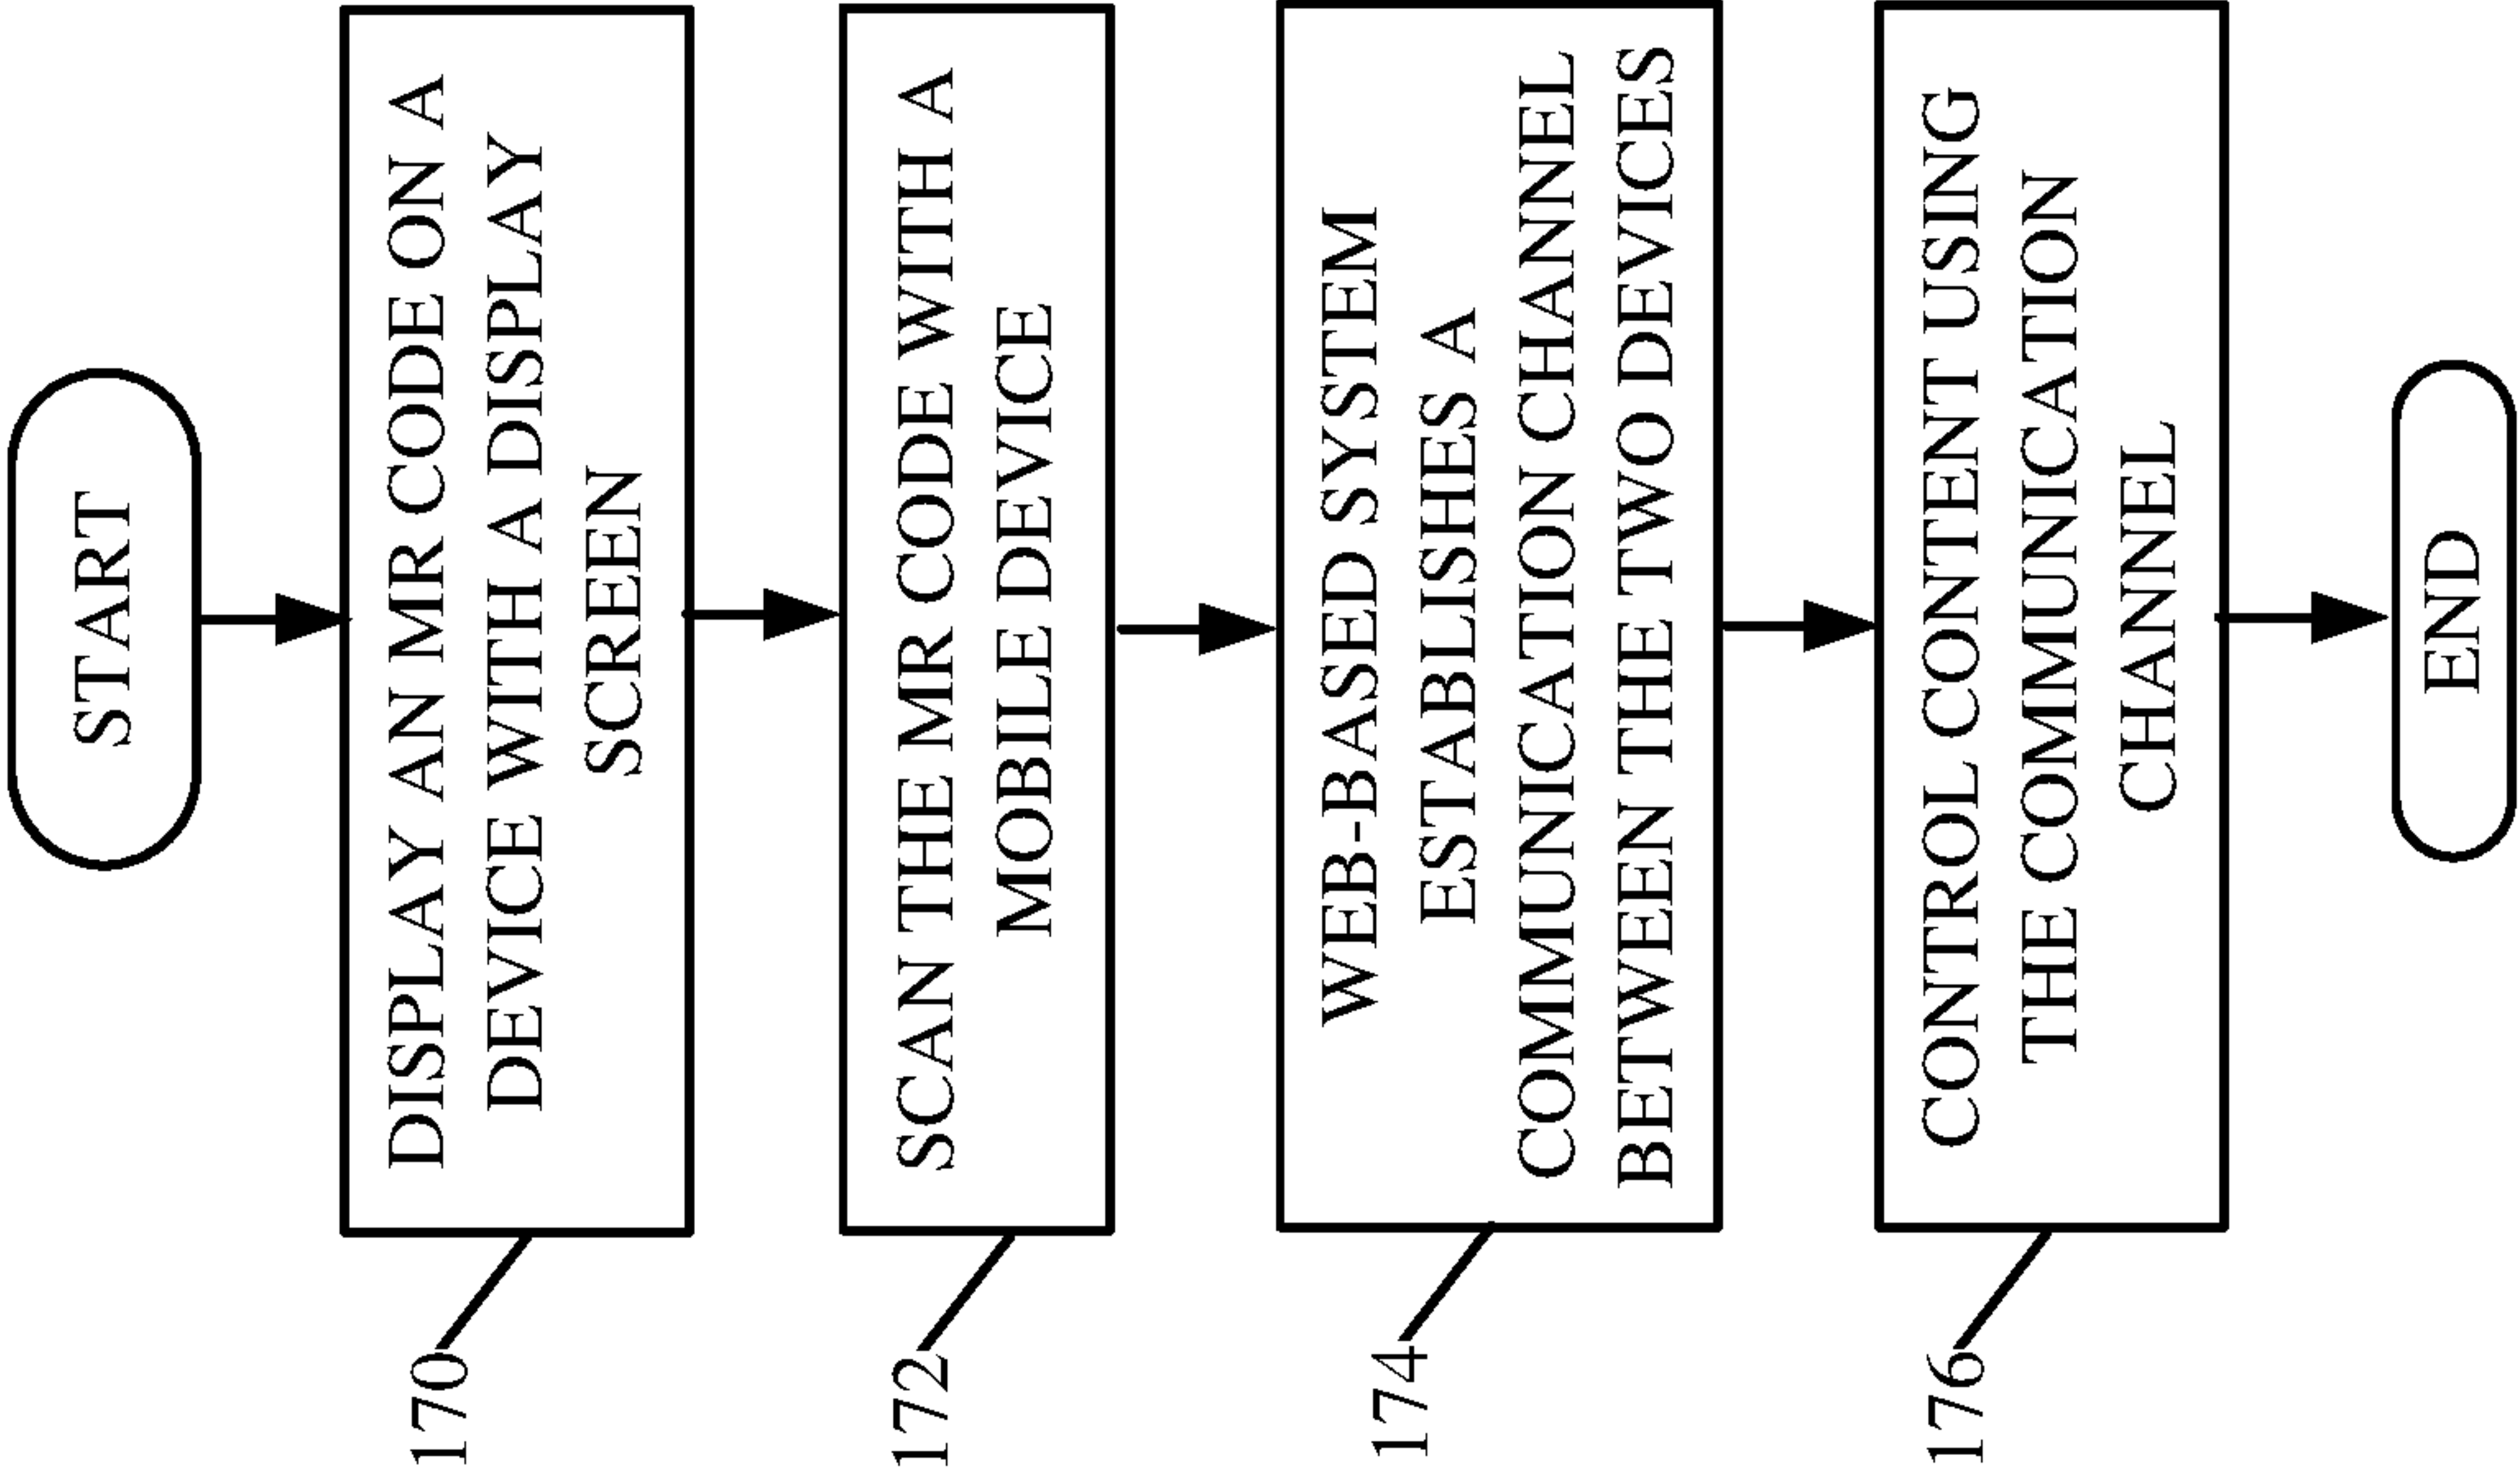 START
DISPLAY AN MR CODE ON A
DEVICE WITH A DISPLAY
SCREEN
170
SCAN THE MR CODE WITH A
MOBILE DEVICE
172
WEB-BASED SYSTEM
ESTABLISHES A
COMMUNICATION CHANNEL
BETWEEN THE TWO DEVICES
174
CONTROL CONTENT USING
THE COMMUNICATION
CHANNEL
176
END